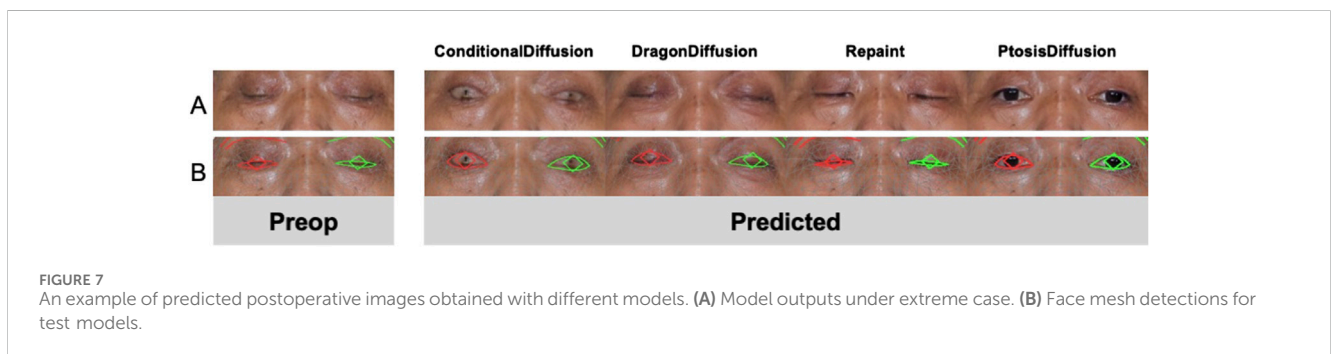 ConditionalDiffusion DragonDiffusion Repaint PtosisDiffusion
A
B
Preop Predicted
FIGURE 7
An example of predicted postoperative images obtained with different models. (A) Model outputs under extreme case. (B) Face mesh detections for
test models.